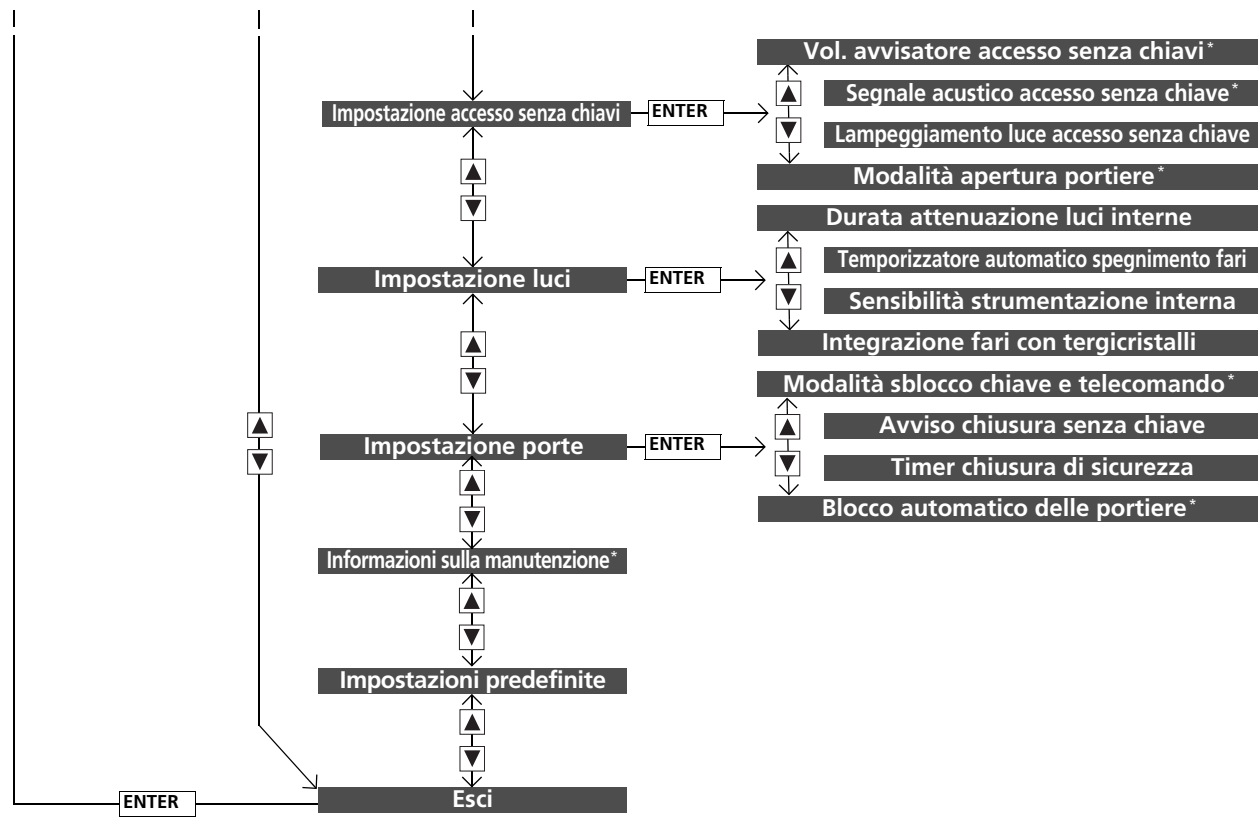 Vol. avvisatore accesso senza chiavi*
▲
Segnale acustico accesso senza chiave*
Impostazione accesso senza chiavi
ENTER
▼
Lampeggiamento luce accesso senza chiave
Modalità apertura portiere*
▲
▼
Durata attenuazione luci interne
▲
Temporizzatore automatico spegnimento fari
Impostazione luci
ENTER
▼
Sensibilità strumentazione interna
Integrazione fari con tergicristalli
▲
▼
Modalità sblocco chiave e telecomando*
▲
Avviso chiusura senza chiave
▲
▼
Impostazione porte
ENTER
▼
Timer chiusura di sicurezza
Blocco automatico delle portiere*
▲
▼
Informazioni sulla manutenzione*
▲
▼
Impostazioni predefinite
▲
▼
ENTER
Esci